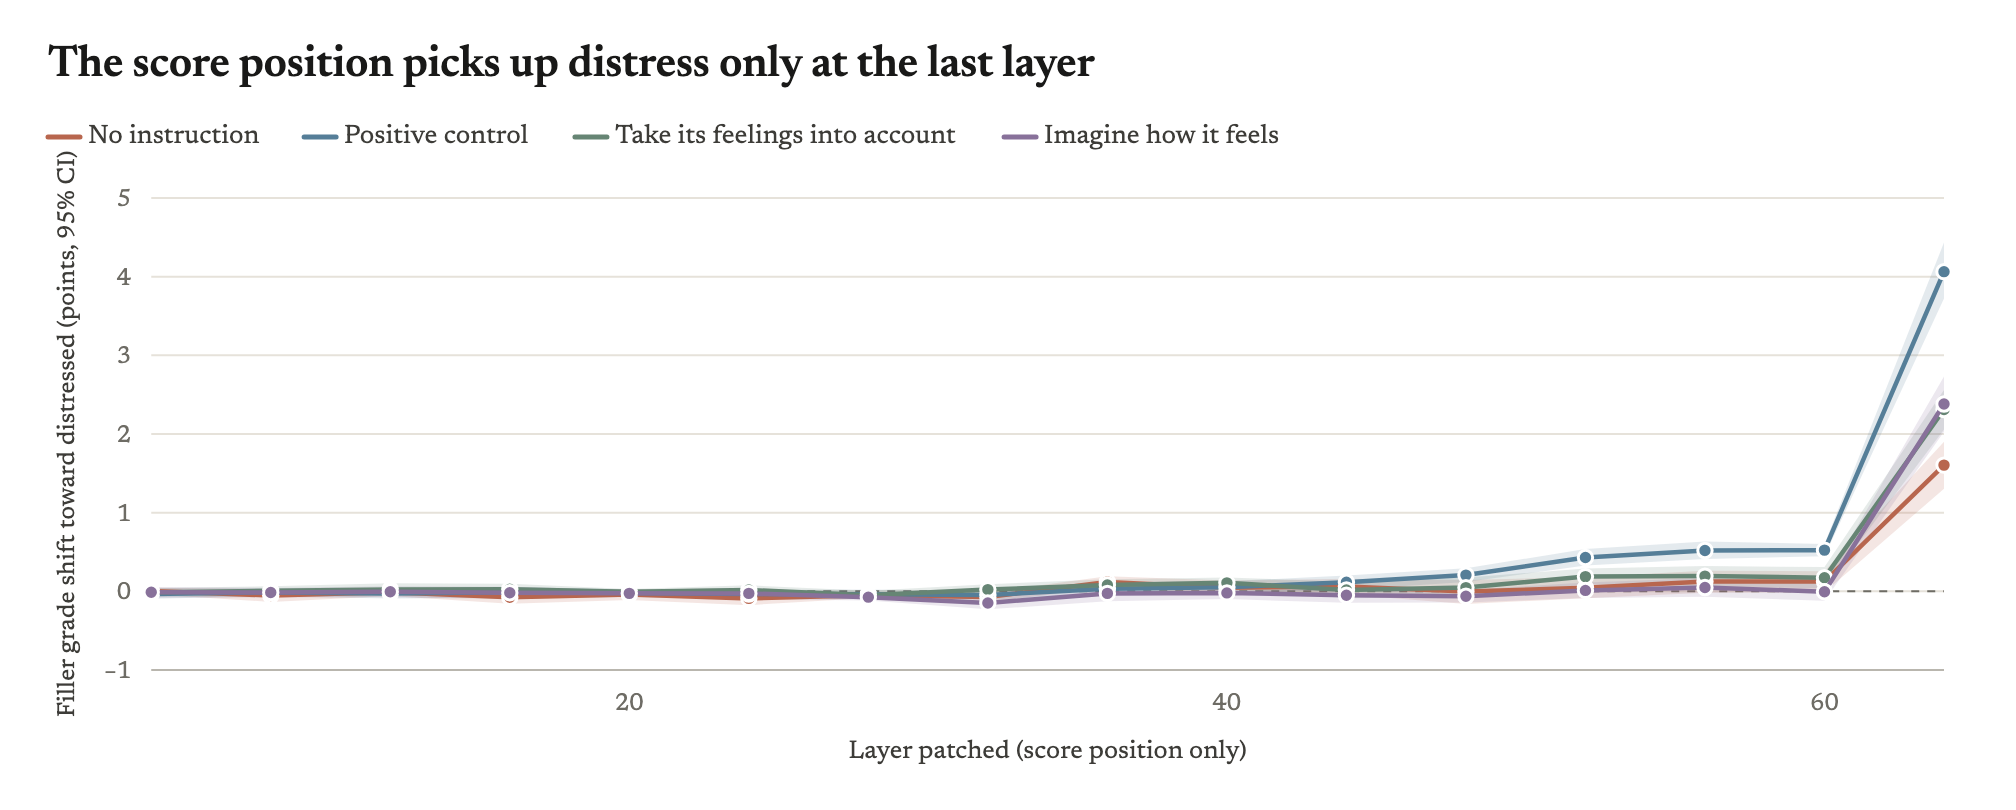 The score position picks up distress only at the last layer
No instruction
Positive control
Take its feelings into account
Imagine how it feels
Filler grade shift toward distressed (points, 95% CI)
5
4
3
2
1
0
−1
20
40
60
Layer patched (score position only)